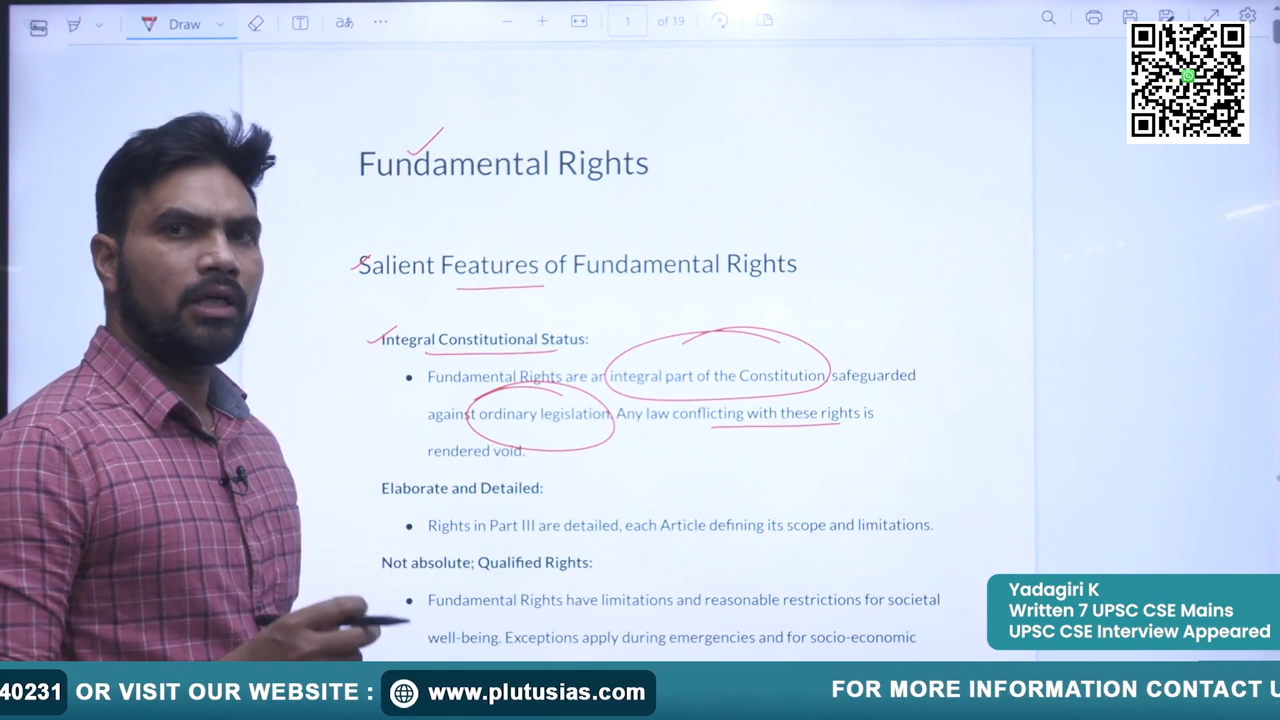 Draw
aあ
1
of 19
Fundamental Rights
Salient Features of Fundamental Rights
Integral Constitutional Status:
• Fundamental Rights are an integral part of the Constitution, safeguarded
against ordinary legislation. Any law conflicting with these rights is
rendered void.
Elaborate and Detailed:
• Rights in Part III are detailed, each Article defining its scope and limitations.
Not absolute; Qualified Rights:
• Fundamental Rights have limitations and reasonable restrictions for societal
well-being. Exceptions apply during emergencies and for socio-economic
Yadagiri K
Written 7 UPSC CSE Mains
UPSC CSE Interview Appeared
40231 OR VISIT OUR WEBSITE : www.plutusias.com FOR MORE INFORMATION CONTACT U